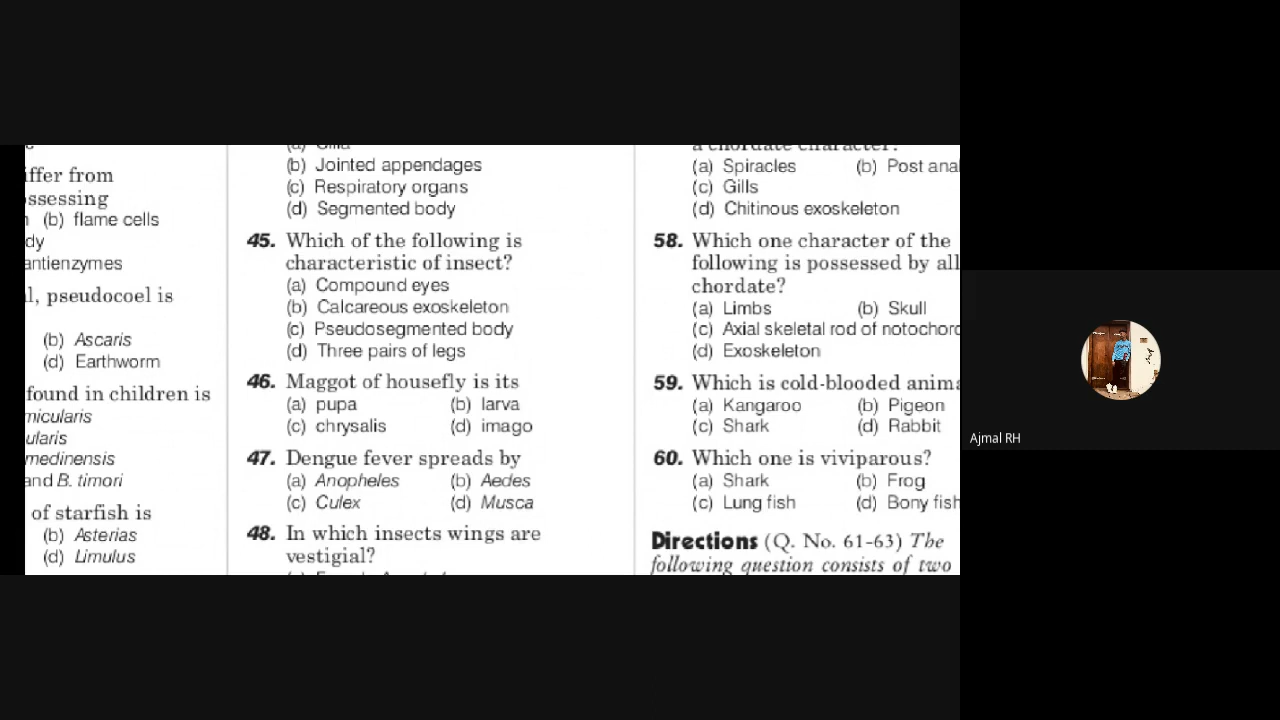 iffer from
ssessing
(b) flame cells
dy
antienzymes
l, pseudocoel is
(b) Ascaris
(d) Earthworm
found in children is
micularis
ularis
medinensis
and B. timori
of starfish is
(b) Asterias
(d) Limulus
(b) Jointed appendages
(c) Respiratory organs
(d) Segmented body
45. Which of the following is
characteristic of insect?
(a) Compound eyes
(b) Calcareous exoskeleton
(c) Pseudosegmented body
(d) Three pairs of legs
46. Maggot of housefly is its
(a) pupa (b) larva
(c) chrysalis (d) imago
47. Dengue fever spreads by
(a) Anopheles (b) Aedes
(c) Culex (d) Musca
48. In which insects wings are
vestigial?
a chordate character?
(a) Spiracles (b) Post anal
(c) Gills
(d) Chitinous exoskeleton
58. Which one character of the
following is possessed by all
chordate?
(a) Limbs (b) Skull
(c) Axial skeletal rod of notochord
(d) Exoskeleton
59. Which is cold-blooded anima
(a) Kangaroo (b) Pigeon
(c) Shark (d) Rabbit
60. Which one is viviparous?
(a) Shark (b) Frog
(c) Lung fish (d) Bony fish
Directions (Q. No. 61-63) The
following question consists of two
Ajmal RH